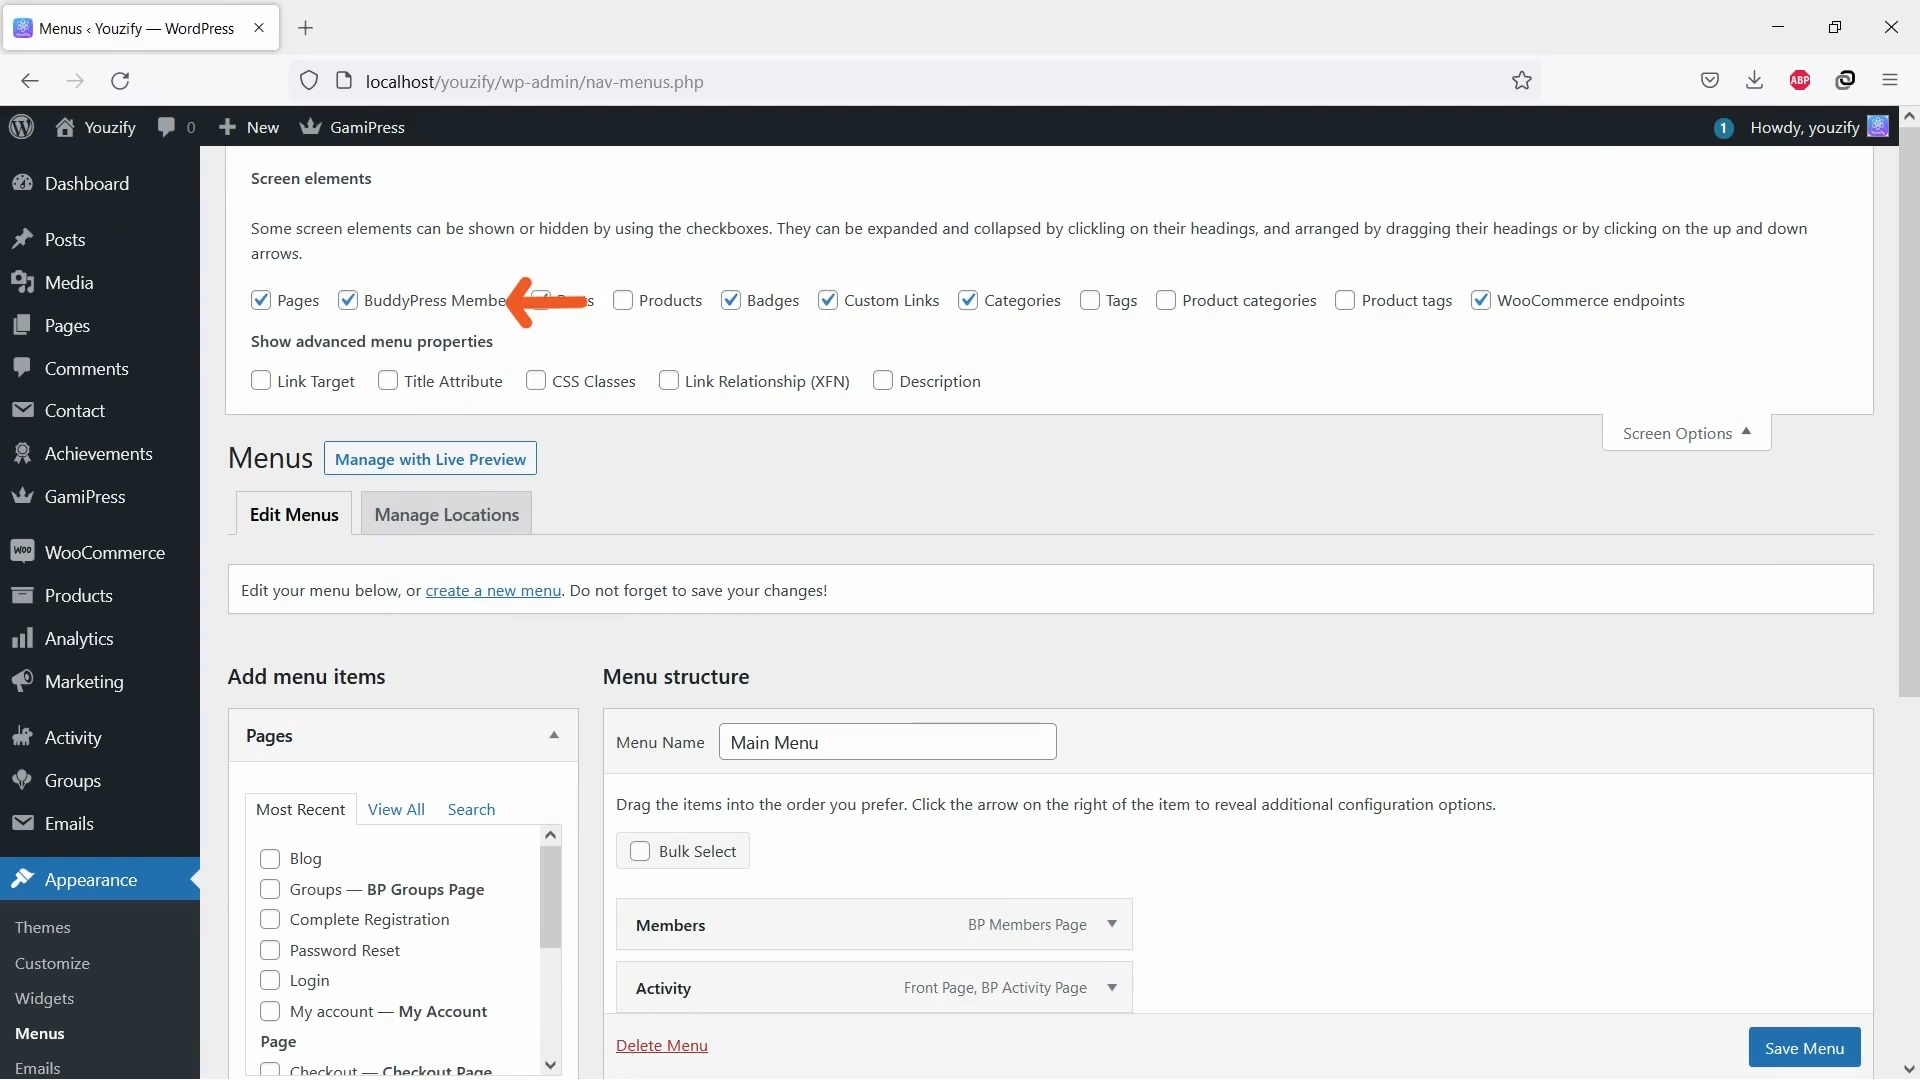 Menus ‹ Youzify — WordPress
localhost/youzify/wp-admin/nav-menus.php
ABP
Youzify 0 New GamiPress 1 Howdy, youzify
Dashboard
Posts
Media
Pages
Comments
Contact
Achievements
GamiPress
WOO WooCommerce
Products
Analytics
Marketing
Activity
Groups
Emails
Appearance
Themes
Customize
Widgets
Menus
Emails
Screen elements
Some screen elements can be shown or hidden by using the checkboxes. They can be expanded and collapsed by clickling on their headings, and arranged by dragging their headings or by clicking on the up and down
arrows.
Pages BuddyPress Products Badges Custom Links Categories Tags Product categories Product tags WooCommerce endpoints
Show advanced menu properties
Link Target Title Attribute CSS Classes Link Relationship (XFN) Description
Screen Options
Menus Manage with Live Preview
Edit Menus Manage Locations
Edit your menu below, or create a new menu. Do not forget to save your changes!
Add menu items
Pages
Most Recent View All Search
Blog
Groups — BP Groups Page
Complete Registration
Password Reset
Login
My account — My Account
Page
Checkout — Checkout Page
Menu structure
Menu Name Main Menu
Drag the items into the order you prefer. Click the arrow on the right of the item to reveal additional configuration options.
Bulk Select
Members BP Members Page
Activity Front Page, BP Activity Page
Delete Menu Save Menu